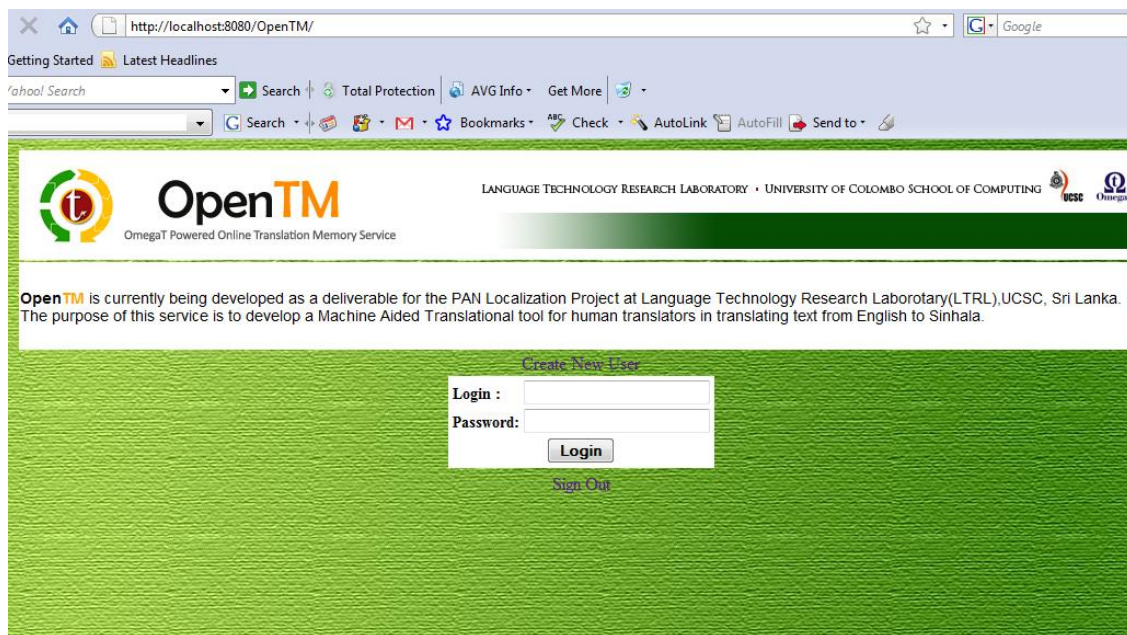 http://localhost:8080/OpenTM/
Google
Getting Started Latest Headlines
Yahoo! Search Search Total Protection AVG Info Get More
Search Bookmarks ABC Check AutoLink AutoFill Send to
t OpenTM
OmegaT Powered Online Translation Memory Service
LANGUAGE TECHNOLOGY RESEARCH LABORATORY • UNIVERSITY OF COLOMBO SCHOOL OF COMPUTING UCSC Omega
OpenTM is currently being developed as a deliverable for the PAN Localization Project at Language Technology Research Laborotary(LTRL),UCSC, Sri Lanka.
The purpose of this service is to develop a Machine Aided Translational tool for human translators in translating text from English to Sinhala.
Create New User
Login :
Password:
Login
Sign Out